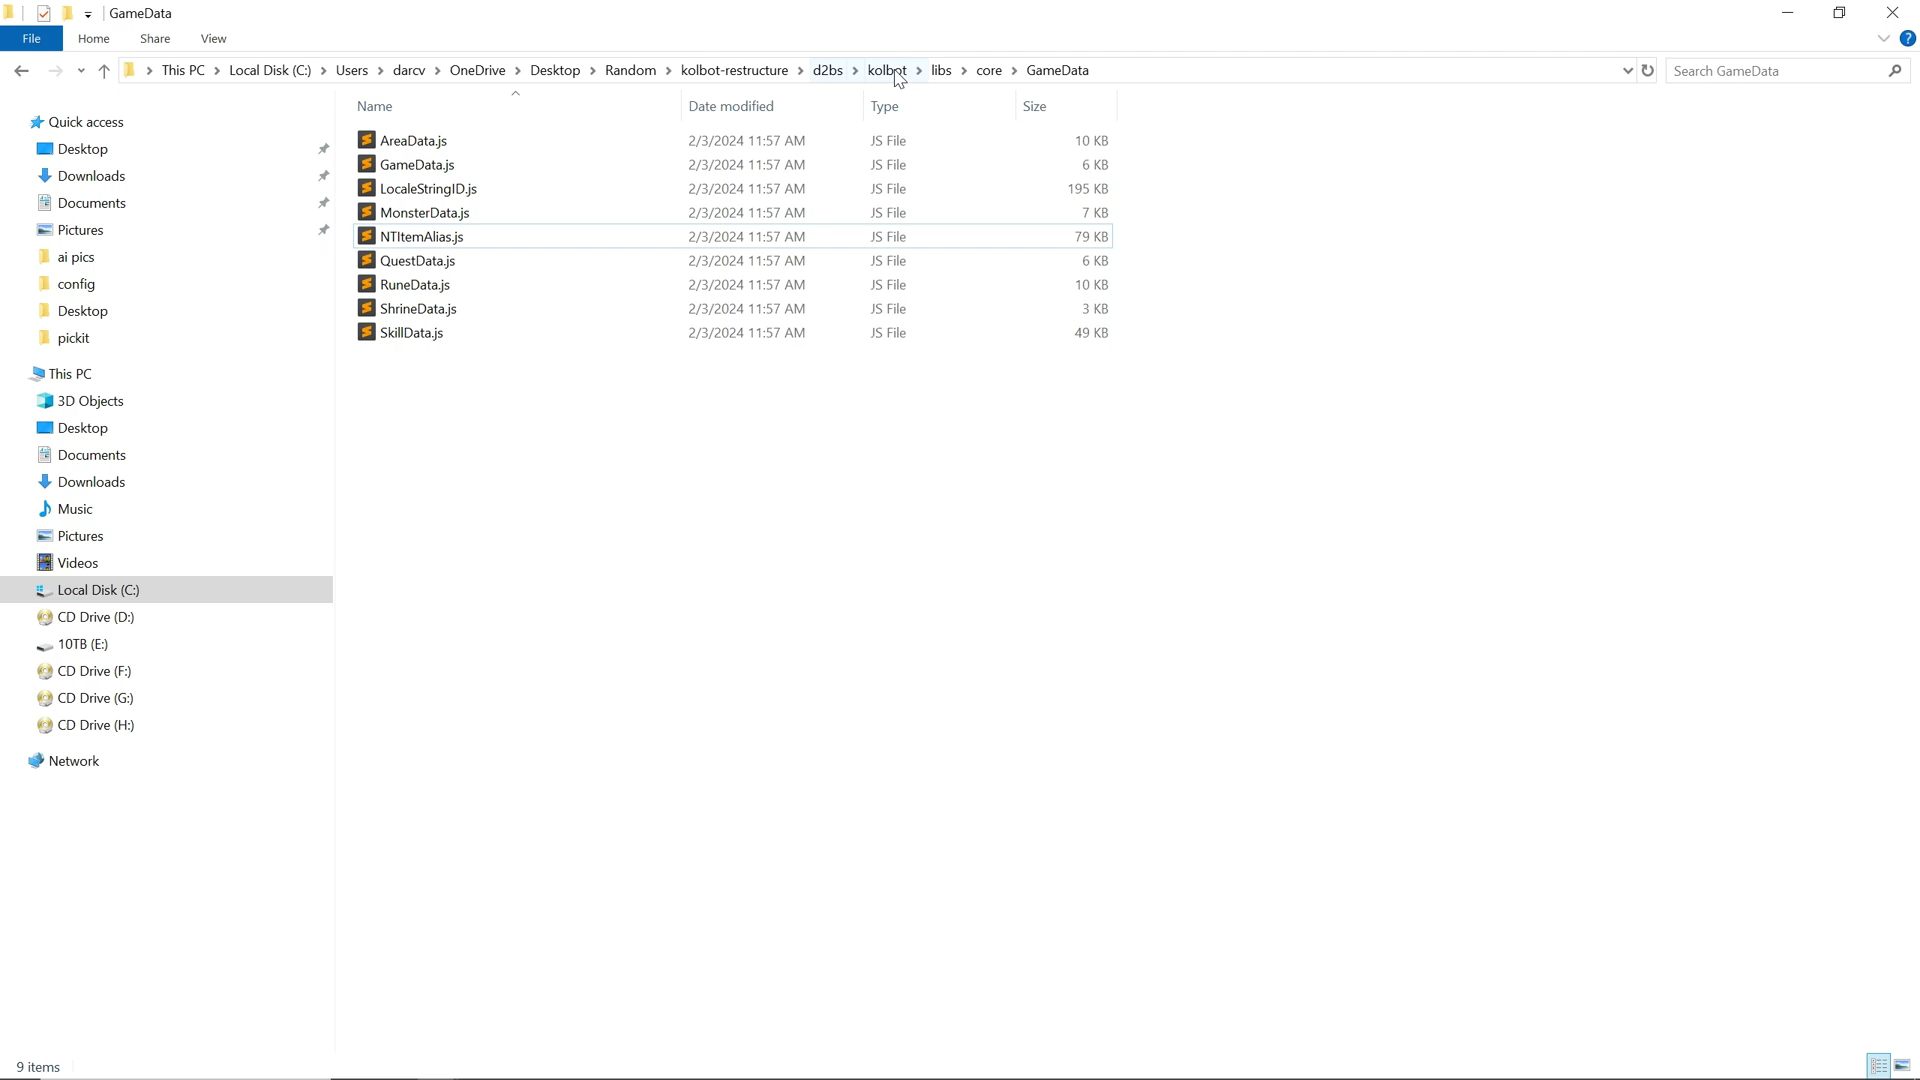 GameData
File Home Share View
This PC Local Disk (C:) Users darcv OneDrive Desktop Random kolbot-restructure d2bs kolbot libs core GameData Search GameData
Name Date modified Type Size
Quick access
Desktop
Downloads
Documents
Pictures
ai pics
config
Desktop
pickit
This PC
3D Objects
Desktop
Documents
Downloads
Music
Pictures
Videos
Local Disk (C:)
CD Drive (D:)
10TB (E:)
CD Drive (F:)
CD Drive (G:)
CD Drive (H:)
Network
AreaData.js 2/3/2024 11:57 AM JS File 10 KB
GameData.js 2/3/2024 11:57 AM JS File 6 KB
LocaleStringID.js 2/3/2024 11:57 AM JS File 195 KB
MonsterData.js 2/3/2024 11:57 AM JS File 7 KB
NTItemAlias.js 2/3/2024 11:57 AM JS File 79 KB
QuestData.js 2/3/2024 11:57 AM JS File 6 KB
RuneData.js 2/3/2024 11:57 AM JS File 10 KB
ShrineData.js 2/3/2024 11:57 AM JS File 3 KB
SkillData.js 2/3/2024 11:57 AM JS File 49 KB
9 items